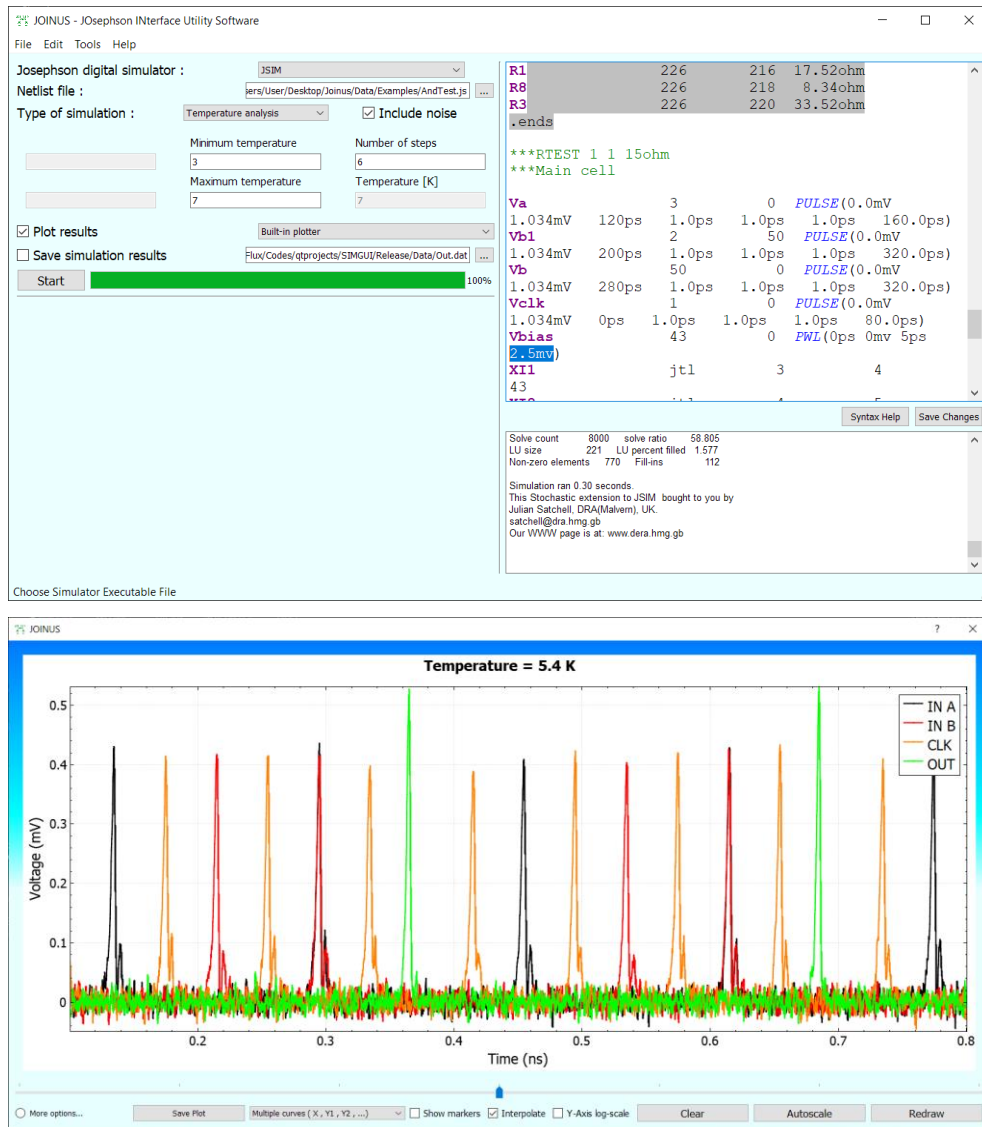 JOINUS - JOsephson INterface Utility Software
File Edit Tools Help
Josephson digital simulator : JSIM
Netlist file : ers/User/Desktop/Joinus/Data/Examples/AndTest.js ...
Type of simulation : Temperature analysis Include noise
Minimum temperature Number of steps
3 6
Maximum temperature Temperature [K]
7 7
Plot results Built-in plotter
Save simulation results Flux/Codes/qtprojects/SIMGUI/Release/Data/Out.dat ...
Start 100%
R1 226 216 17.52ohm
R8 226 218 8.34ohm
R3 226 220 33.52ohm
.ends
***RTEST 1 1 15ohm
***Main cell
Va 3 0 PULSE(0.0mV
1.034mV 120ps 1.0ps 1.0ps 1.0ps 160.0ps)
Vb1 2 50 PULSE(0.0mV
1.034mV 200ps 1.0ps 1.0ps 1.0ps 320.0ps)
Vb 50 0 PULSE(0.0mV
1.034mV 280ps 1.0ps 1.0ps 1.0ps 320.0ps)
Vclk 1 0 PULSE(0.0mV
1.034mV 0ps 1.0ps 1.0ps 1.0ps 80.0ps)
Vbias 43 0 PWL(0ps 0mv 5ps
2.5mv)
XI1 jtl 3 4
43
Syntax Help Save Changes
Solve count 8000 solve ratio 58.805
LU size 221 LU percent filled 1.577
Non-zero elements 770 Fill-ins 112
Simulation ran 0.30 seconds.
This Stochastic extension to JSIM bought to you by
Julian Satchell, DRA(Malvern), UK.
satchell@dra.hmg.gb
Our WWW page is at: www.dera.hmg.gb
Choose Simulator Executable File
JOINUS ?
Temperature = 5.4 K
IN A
IN B
CLK
OUT
Voltage (mV)
0.5
0.4
0.3
0.2
0.1
0
0.2 0.3 0.4 0.5 0.6 0.7 0.8
Time (ns)
More options... Save Plot Multiple curves ( X , Y1 , Y2 , ...) Show markers Interpolate Y-Axis log-scale Clear Autoscale Redraw